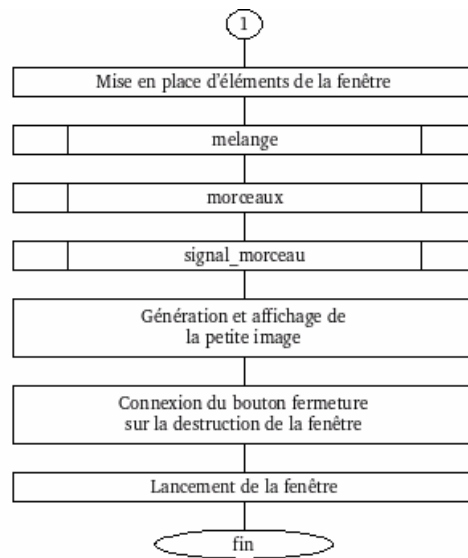 1
Mise en place d'éléments de la fenêtre
melange
morceaux
signal_morceau
Génération et affichage de
la petite image
Connexion du bouton fermeture
sur la destruction de la fenêtre
Lancement de la fenêtre
fin